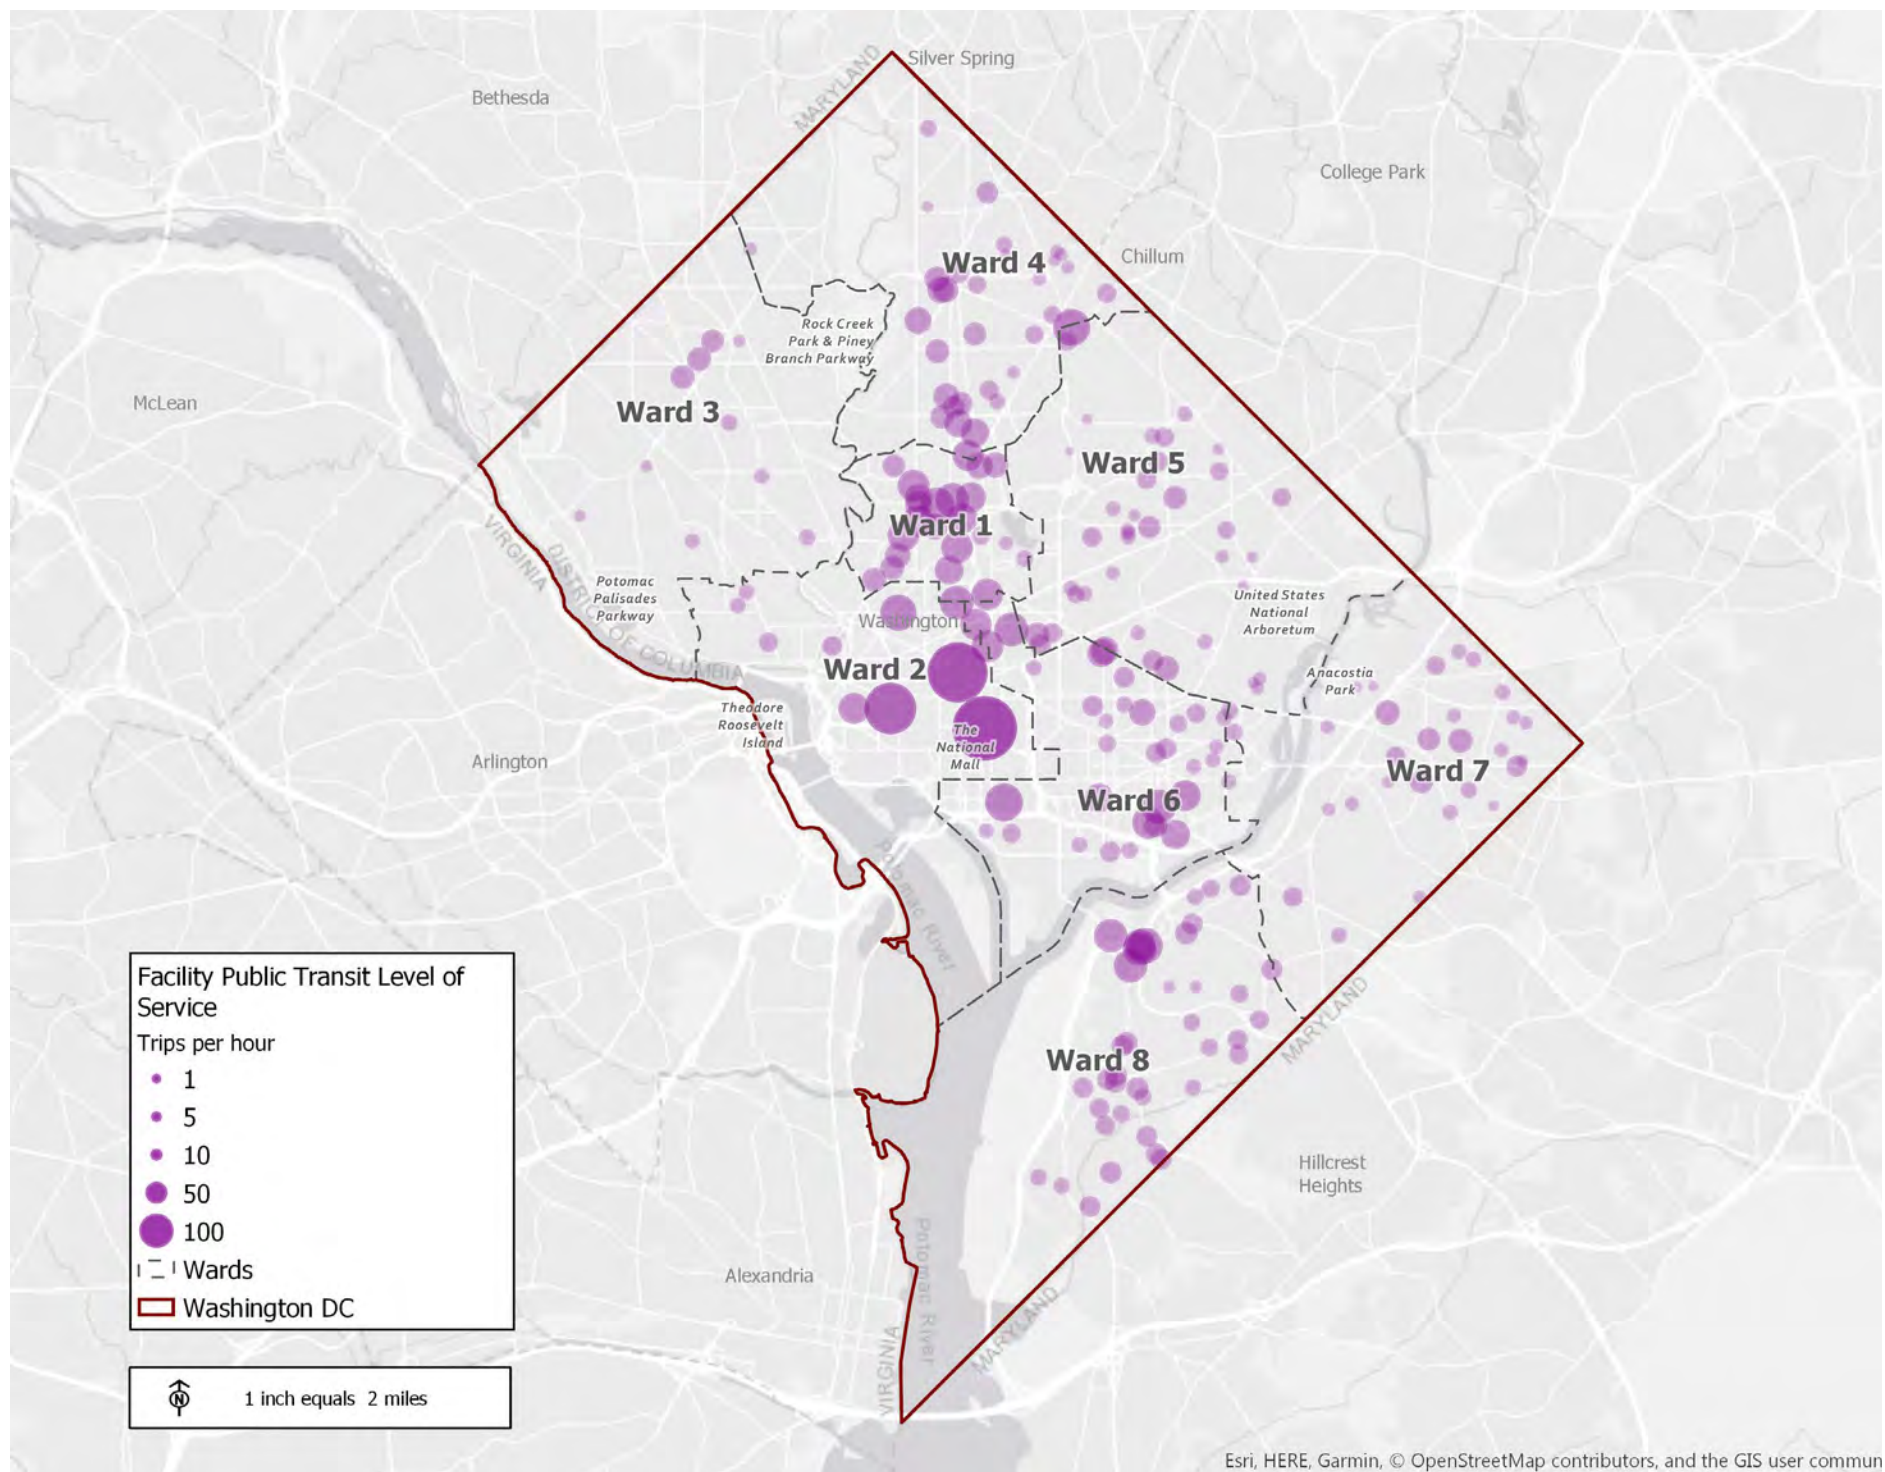 Silver Spring
MARYLAND
Bethesda
College Park
Chillum
Ward 4
Rock Creek
Park & Piney
Branch Parkway
McLean
Ward 3
Ward 5
Ward 1
VIRGINIA
DISTRICT OF COLUMBIA
Potomac
Palisades
Parkway
United States
National
Arboretum
Washington
Ward 2
Anacostia
Park
Theodore
Roosevelt
Island
The
National
Mall
Arlington
Ward 7
Ward 6
Potomac River
MARYLAND
Ward 8
Hillcrest
Heights
Alexandria
Potomac River
MARYLAND
VIRGINIA
Facility Public Transit Level of
Service
Trips per hour
1
5
10
50
100
Wards
Washington DC
N
1 inch equals 2 miles
Esri, HERE, Garmin, © OpenStreetMap contributors, and the GIS user commun